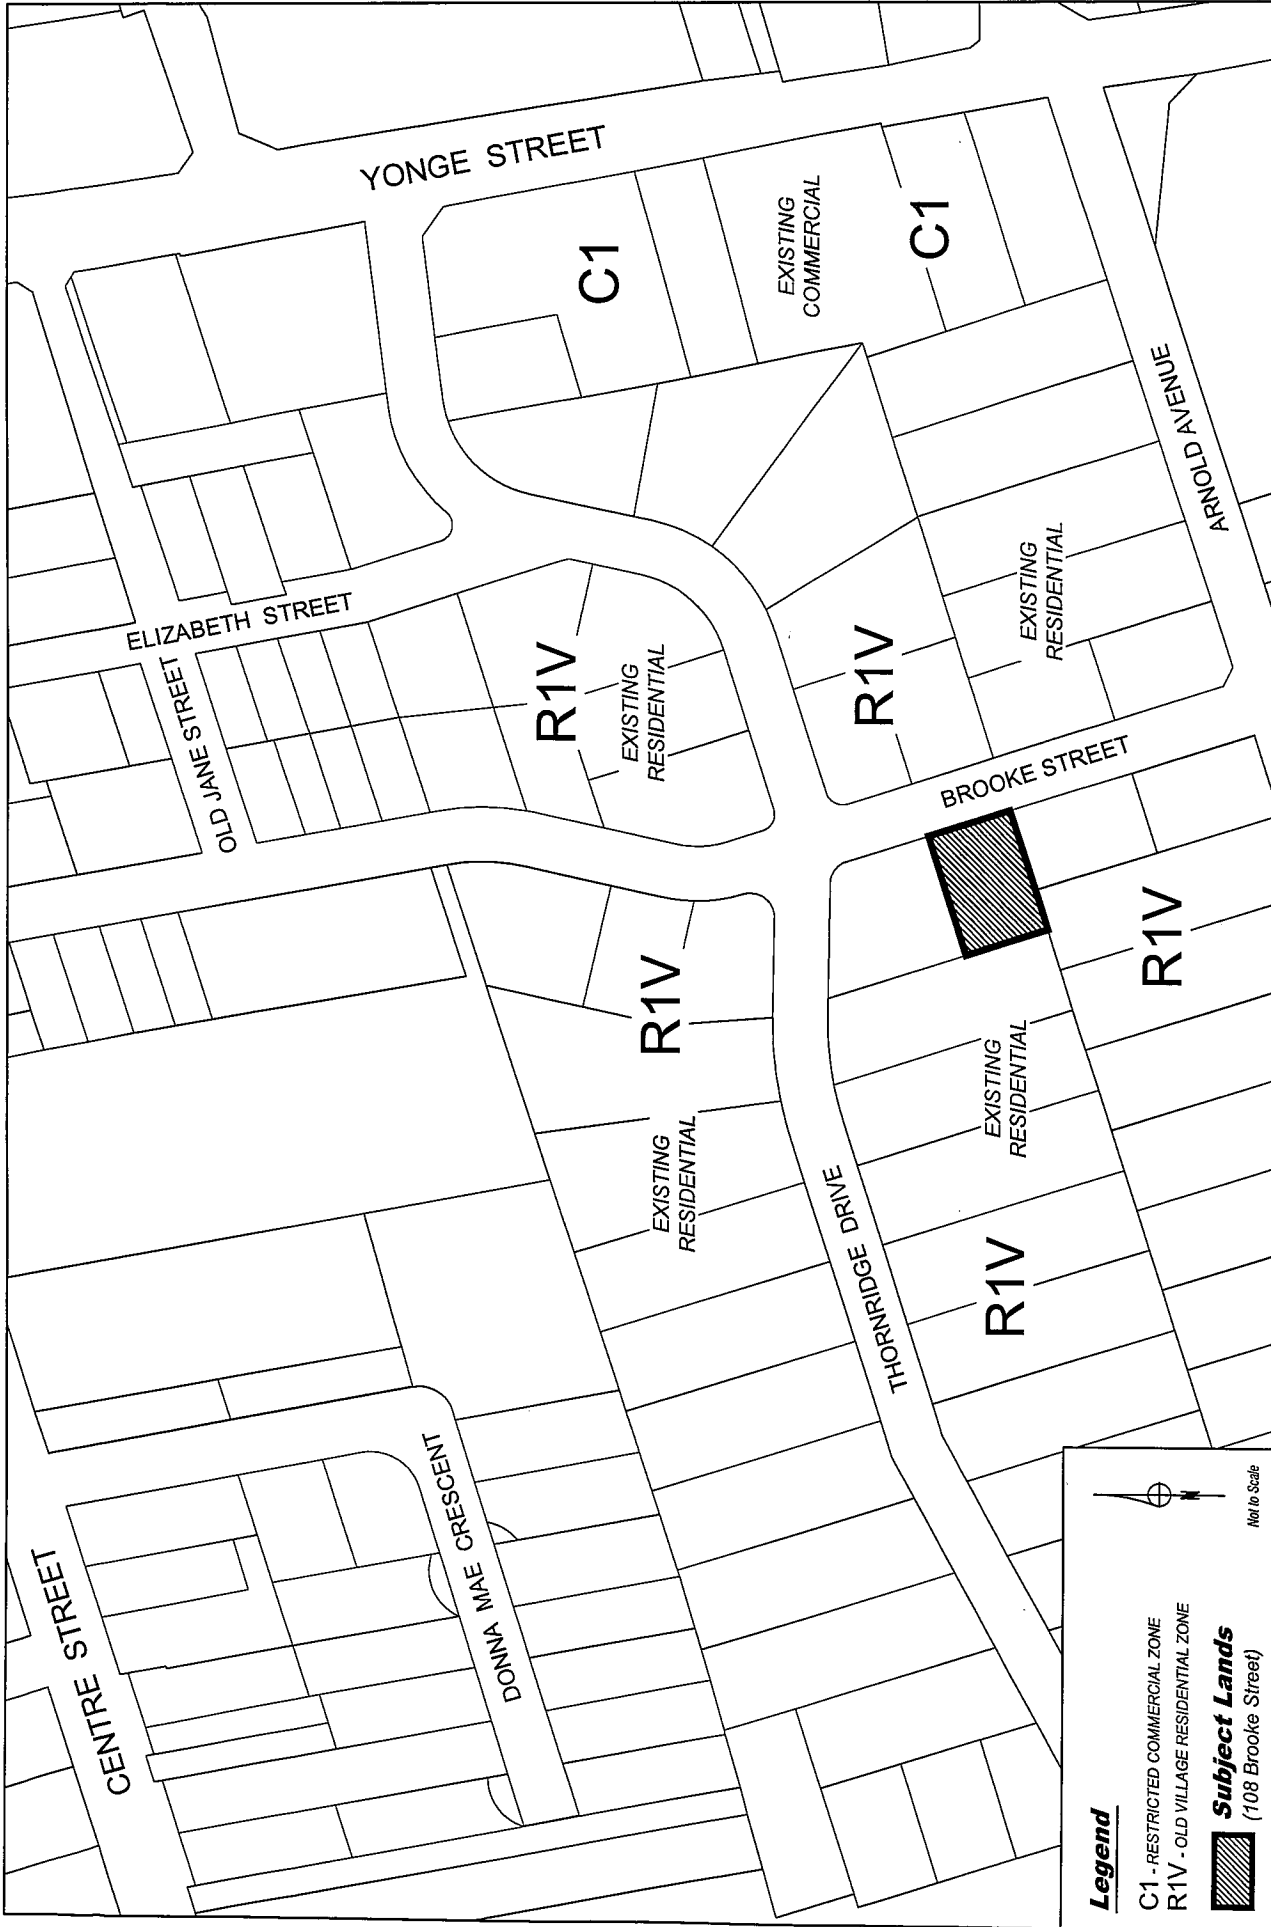 CENTRE STREET
OLD JANE STREET
ELIZABETH STREET
YONGE STREET
DONNA MAE CRESCENT
THORNRIDGE DRIVE
BROOKE STREET
ARNOLD AVENUE
R1V
EXISTING
RESIDENTIAL
C1
EXISTING
COMMERCIAL
C1
R1V
EXISTING
RESIDENTIAL
R1V
EXISTING
RESIDENTIAL
R1V
EXISTING
RESIDENTIAL
R1V
Legend
C1 - RESTRICTED COMMERCIAL ZONE
R1V - OLD VILLAGE RESIDENTIAL ZONE
Subject Lands
(108 Brooke Street)
N
Not to Scale